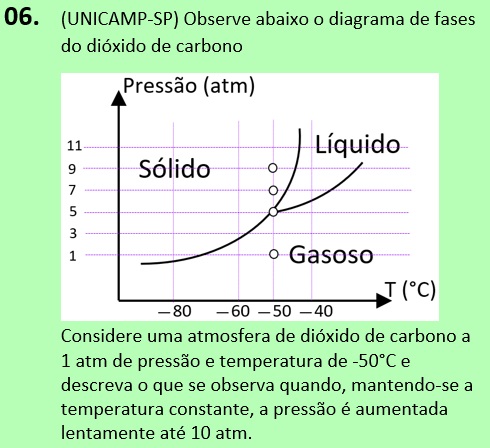 06. (UNICAMP-SP) Observe abaixo o diagrama de fases
do dióxido de carbono
Pressão (atm)
11
9
7
5
3
1
Sólido
Líquido
Gasoso
T (°C)
—80 —60 —50 —40
Considere uma atmosfera de dióxido de carbono a
1 atm de pressão e temperatura de -50°C e
descreva o que se observa quando, mantendo-se a
temperatura constante, a pressão é aumentada
lentamente até 10 atm.